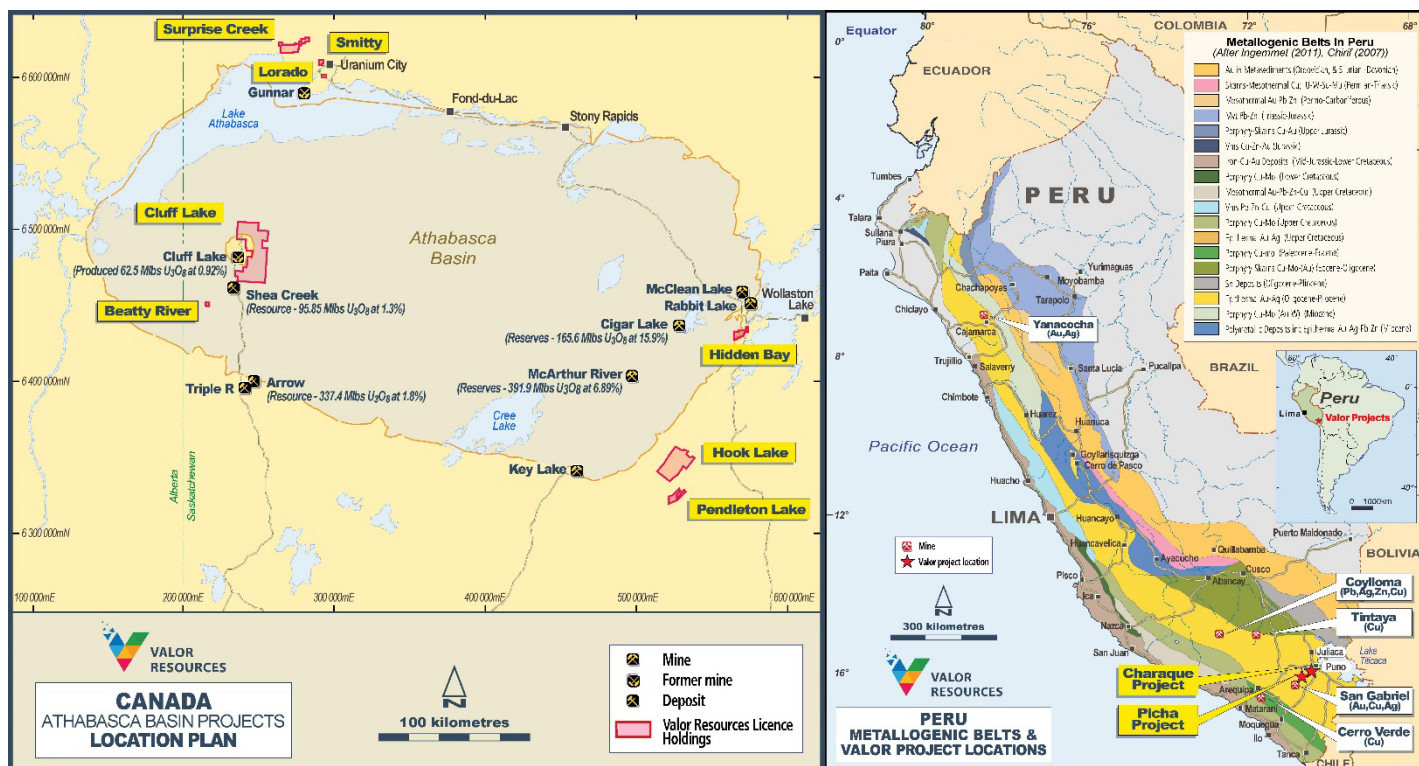 Surprise Creek
Smitty
Uranium City
Lorado
Gunnar
6 600 000mN
Lake
Athabasca
Fond-du-Lac
Stony Rapids
Cluff Lake
6 500 000mN
Cluff Lake
(Produced 62.5 Mlbs U₃O₈ at 0.92%)
Athabasca
Basin
Shea Creek
(Resource - 95.85 Mlbs U₃O₈ at 1.3%)
Beatty River
McClean Lake
Rabbit Lake
Wollaston
Lake
Cigar Lake
(Reserves - 165.6 Mlbs U₃O₈ at 15.9%)
Hidden Bay
McArthur River
(Reserves - 391.9 Mlbs U₃O₈ at 6.89%)
6 400 000mN
Triple R
Arrow
(Resource - 337.4 Mlbs U₃O₈ at 1.8%)
Cree
Lake
Key Lake
Hook Lake
Pendleton Lake
Alberta
Saskatchewan
6 300 000mN
100 000mE
200 000mE
300 000mE
400 000mE
500 000mE
600 000mE
VALOR
RESOURCES
CANADA
ATHABASCA BASIN PROJECTS
LOCATION PLAN
N
100 kilometres
Mine
Former mine
Deposit
Valor Resources Licence
Holdings
80
76
72
68
COLOMBIA
Equator
0°
ECUADOR
Metallogenic Belts In Peru
(After Ingemmet (2011), Chirif (2007))
Tumbes
4°
PERU
Talara
Sullana
Piura
Paita
Yurimaguas
Moyobamba
Chachapoyas
Tarapolo
Chiclayo
Yanacocha
(Au,Ag)
Cajamarca
8°
Trujillo
Salaverry
Santa Lucia
Pucallpa
BRAZIL
Chimbote
Huarez
Huanuca
Pacific Ocean
Goyllarisquizga
Cerro de Pasco
Huacho
12°
LIMA
Huancayo
Puerto Maldonado
Huancavelica
Quillabamba
BOLIVIA
Ayacucho
Cusco
Abancay
Pisco
Ica
Nazca
San Juan
Coylloma
(Pb,Ag,Zn,Cu)
Tintaya
(Cu)
Juliaca
Puno
Lake
Titicaca
16°
Charaque
Project
Picha
Project
Arequipa
Matarani
Moquegua
Ilo
Tanca
San Gabriel
(Au,Cu,Ag)
Cerro Verde
(Cu)
CHILE
Mine
Valor project location
N
300 kilometres
VALOR
RESOURCES
PERU
METALLOGENIC BELTS &
VALOR PROJECT LOCATIONS
80°
40°
0°
Peru
Lima
Valor Projects
40°
0 1000km